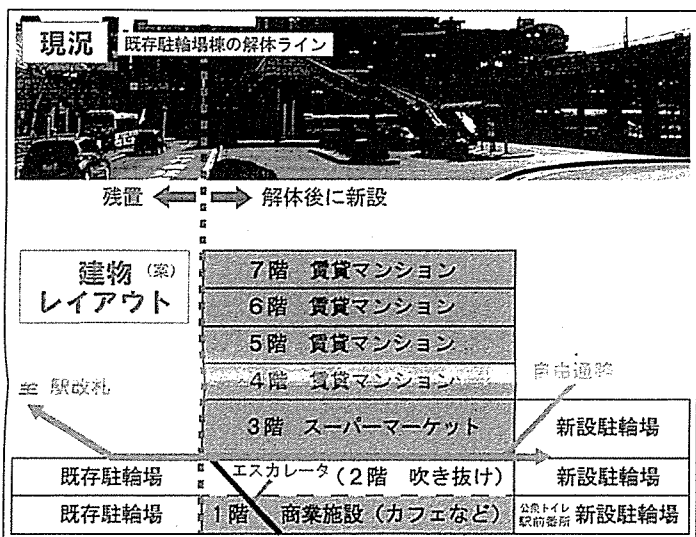 現況
既存駐輪場棟の解体ライン
残置
解体後に新設
建物(案)
レイアウト
7階 賃貸マンション
6階 賃貸マンション
5階 賃貸マンション
4階 賃貸マンション
至 駅改札
自由通路
3階 スーパーマーケット
新設駐輪場
既存駐輪場
エスカレータ
(2階 吹き抜け)
新設駐輪場
既存駐輪場
1階 商業施設(カフェなど)
公衆トイレ
駅前番所
新設駐輪場